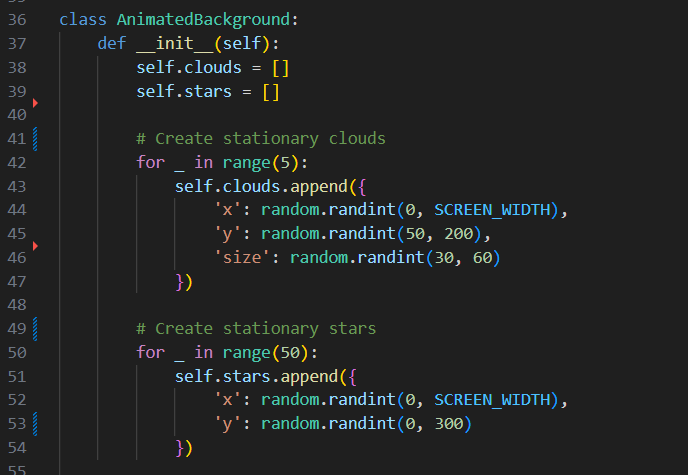 36 class AnimatedBackground:
37     def __init__(self):
38         self.clouds = []
39         self.stars = []
40
41         # Create stationary clouds
42         for _ in range(5):
43             self.clouds.append({
44                 'x': random.randint(0, SCREEN_WIDTH),
45                 'y': random.randint(50, 200),
46                 'size': random.randint(30, 60)
47             })
48
49         # Create stationary stars
50         for _ in range(50):
51             self.stars.append({
52                 'x': random.randint(0, SCREEN_WIDTH),
53                 'y': random.randint(0, 300)
54             })